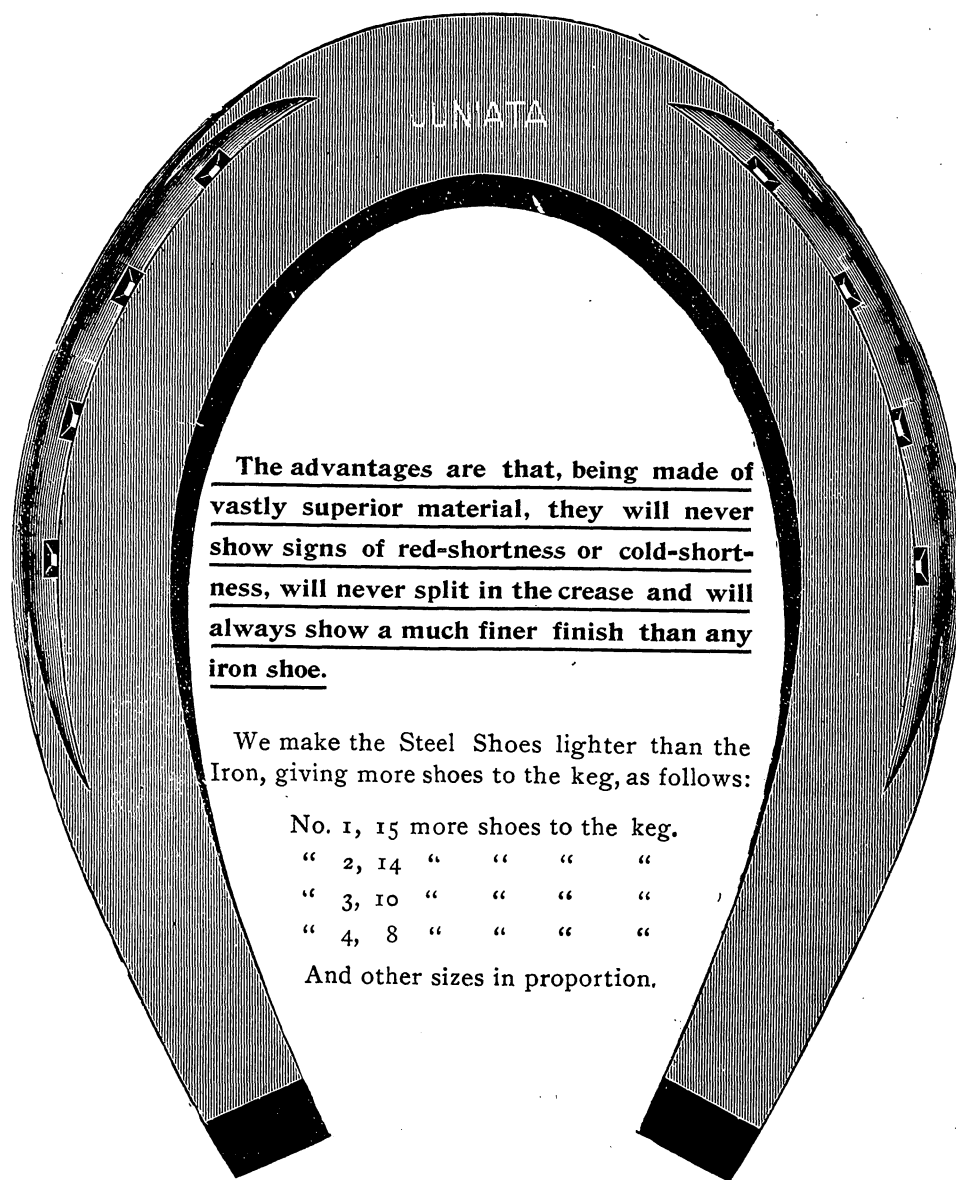 JUNIATA
The advantages are that, being made of
vastly superior material, they will never
show signs of red-shortness or cold-short-
ness, will never split in the crease and will
always show a much finer finish than any
iron shoe.
We make the Steel Shoes lighter than the
Iron, giving more shoes to the keg, as follows:
No. 1, 15 more shoes to the keg.
“ 2, 14 “ “ “ “
“ 3, 10 “ “ “ “
“ 4, 8 “ “ “ “
And other sizes in proportion.